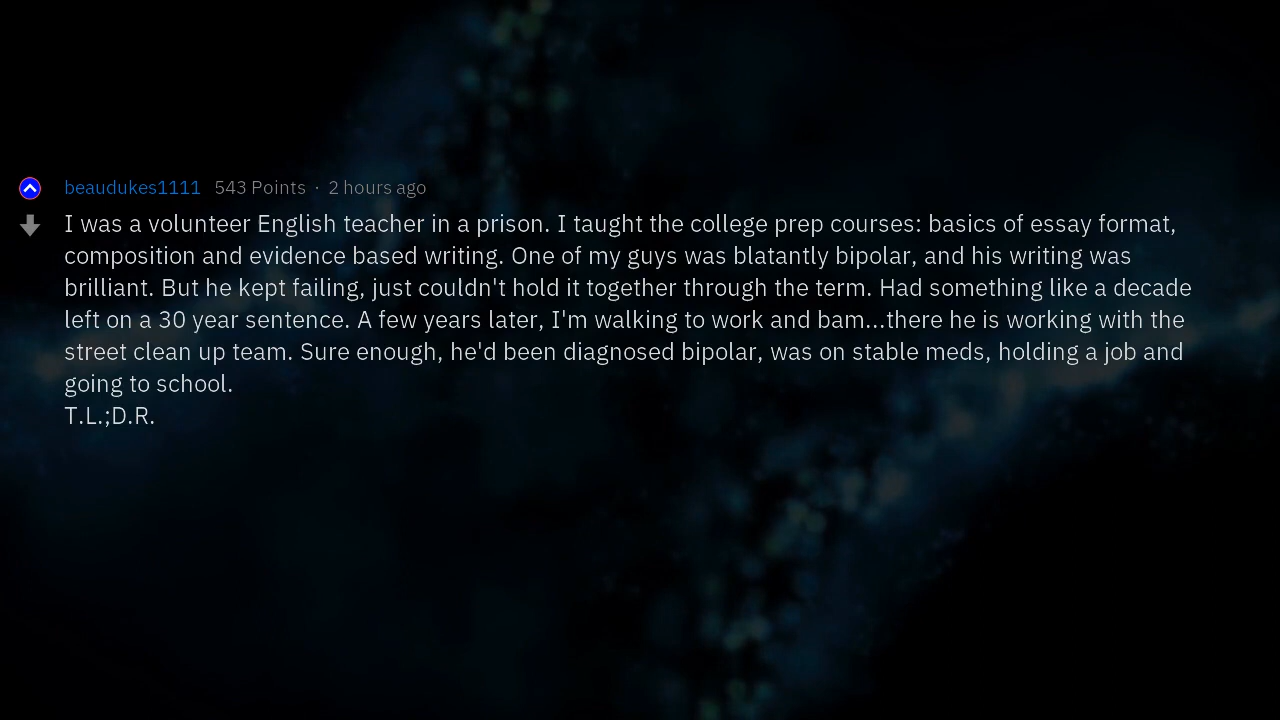 beaudukes1111 543 Points · 2 hours ago
I was a volunteer English teacher in a prison. I taught the college prep courses: basics of essay format,
composition and evidence based writing. One of my guys was blatantly bipolar, and his writing was
brilliant. But he kept failing, just couldn't hold it together through the term. Had something like a decade
left on a 30 year sentence. A few years later, I'm walking to work and bam...there he is working with the
street clean up team. Sure enough, he'd been diagnosed bipolar, was on stable meds, holding a job and
going to school.
T.L.;D.R.